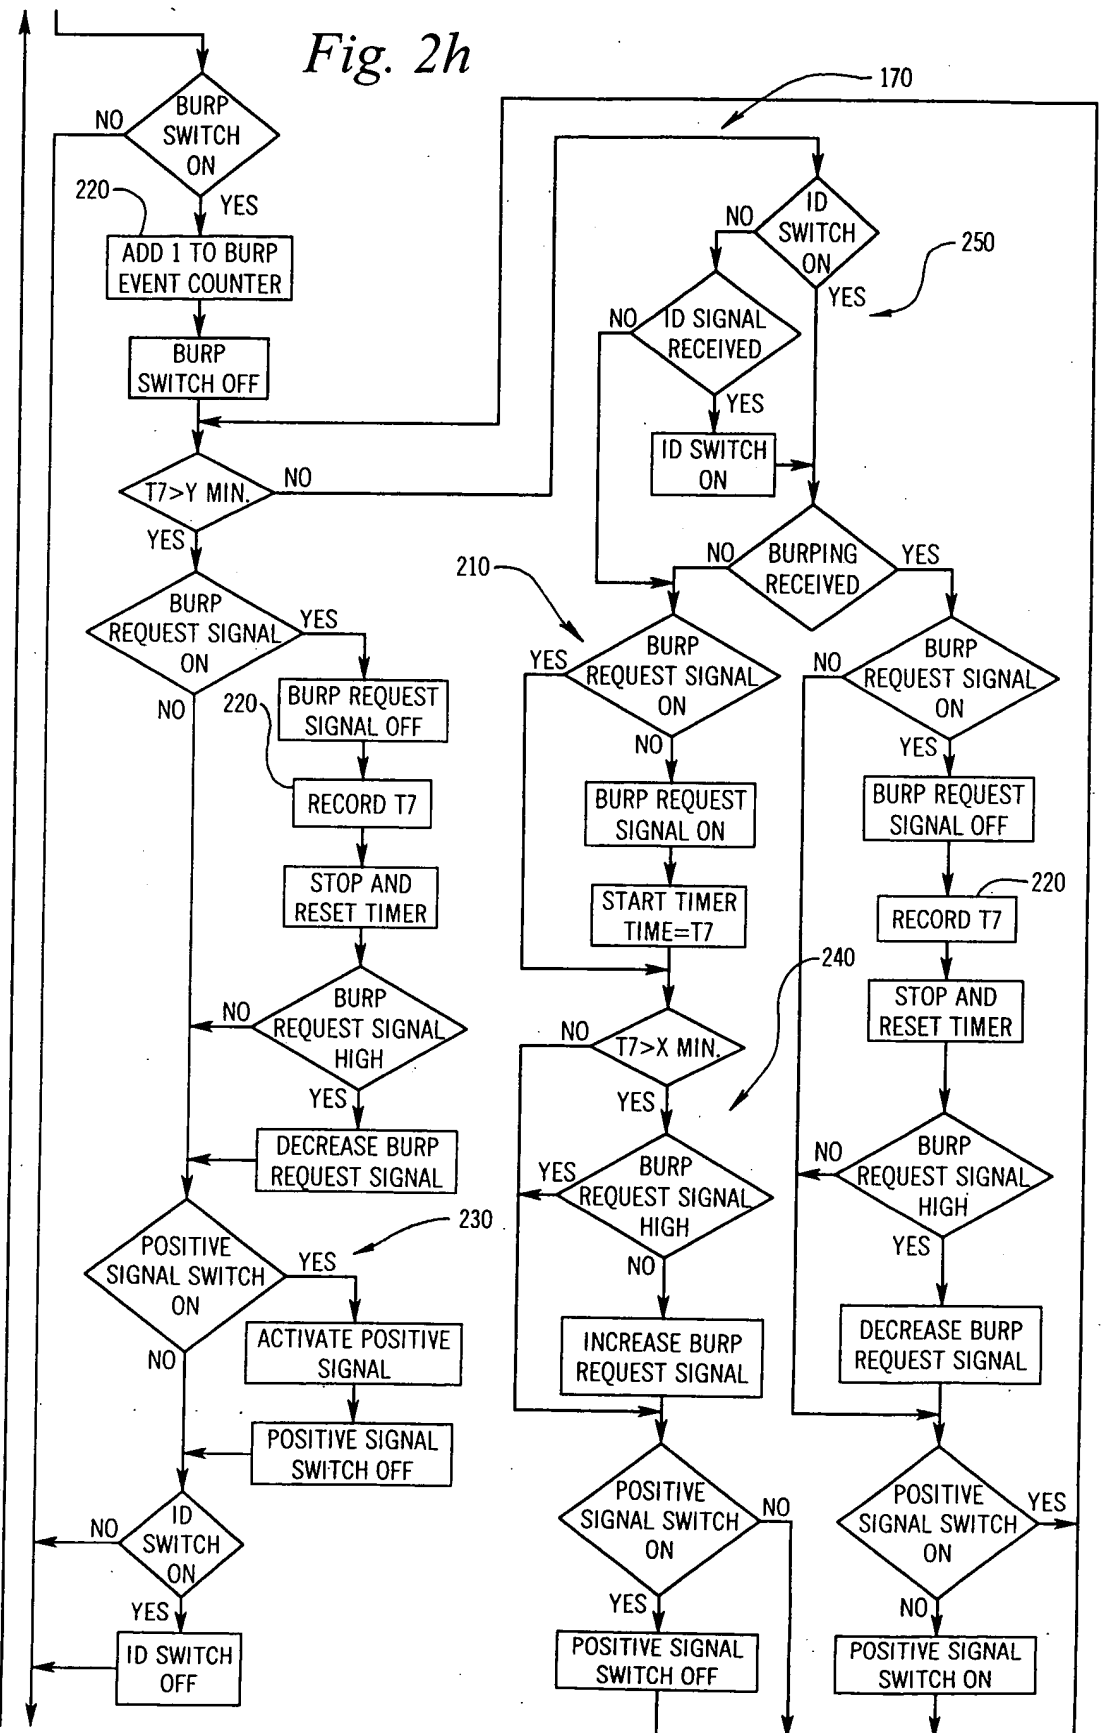 Fig. 2h
170
BURP
SWITCH
ON
NO
YES
220
ADD 1 TO BURP
EVENT COUNTER
BURP
SWITCH OFF
T7>Y MIN.
NO
YES
BURP
REQUEST SIGNAL
ON
YES
NO
BURP REQUEST
SIGNAL OFF
220
RECORD T7
STOP AND
RESET TIMER
BURP
REQUEST SIGNAL
HIGH
NO
YES
DECREASE BURP
REQUEST SIGNAL
230
POSITIVE
SIGNAL SWITCH
ON
YES
NO
ACTIVATE POSITIVE
SIGNAL
POSITIVE SIGNAL
SWITCH OFF
ID
SWITCH
ON
NO
YES
ID SWITCH
OFF
ID
SWITCH
ON
NO
YES
250
ID SIGNAL
RECEIVED
NO
YES
ID SWITCH
ON
BURPING
RECEIVED
NO
YES
210
BURP
REQUEST SIGNAL
ON
YES
NO
BURP REQUEST
SIGNAL ON
START TIMER
TIME=T7
240
T7>X MIN.
NO
YES
BURP
REQUEST SIGNAL
HIGH
YES
NO
INCREASE BURP
REQUEST SIGNAL
POSITIVE
SIGNAL SWITCH
ON
NO
YES
POSITIVE SIGNAL
SWITCH OFF
BURP
REQUEST SIGNAL
ON
NO
YES
BURP REQUEST
SIGNAL OFF
220
RECORD T7
STOP AND
RESET TIMER
BURP
REQUEST SIGNAL
HIGH
NO
YES
DECREASE BURP
REQUEST SIGNAL
POSITIVE
SIGNAL SWITCH
ON
YES
NO
POSITIVE SIGNAL
SWITCH ON